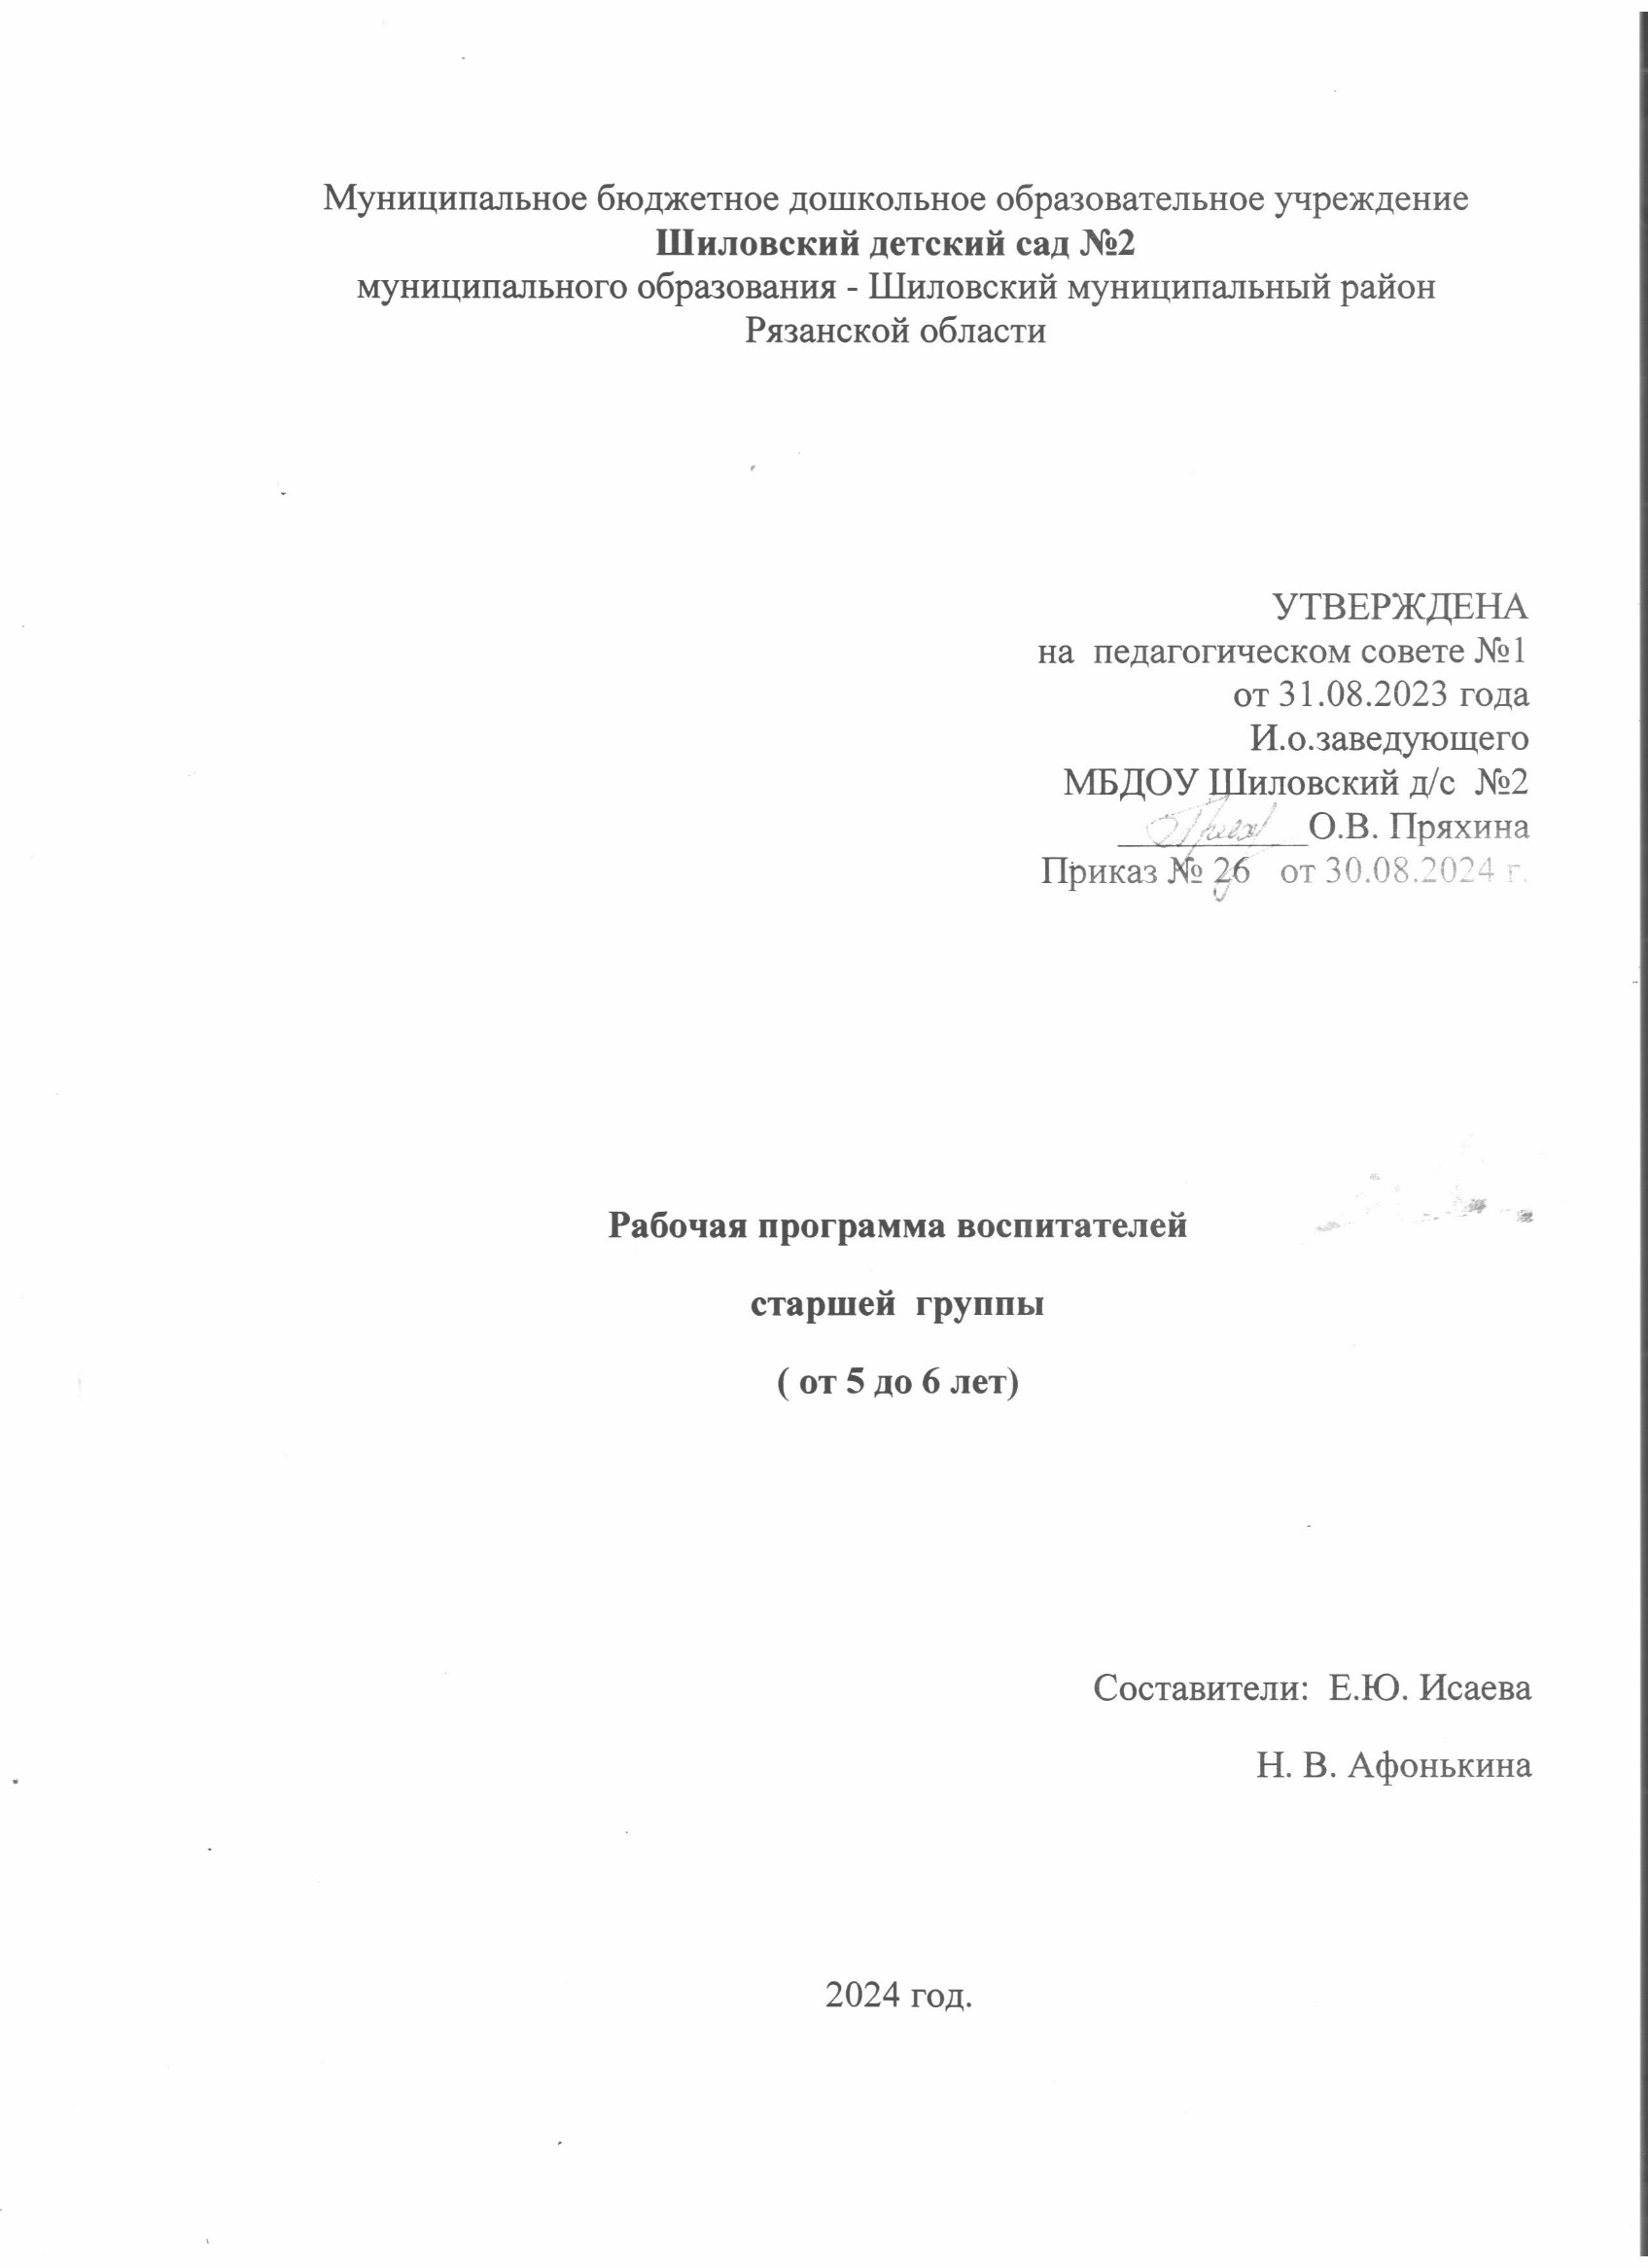 Муниципальное бюджетное дошкольное образовательное учреждение
Шиловский детский сад №2
муниципального образования - Шиловский муниципальный район
Рязанской области
УТВЕРЖДЕНА
на педагогическом совете №1
от 31.08.2023 года
И.о.заведующего
МБДОУ Шиловский д/с №2
О.В. Пряхина
Приказ № 26 от 30.08.2024 г.
Рабочая программа воспитателей
старшей группы
( от 5 до 6 лет)
Составители: Е.Ю. Исаева
Н. В. Афонькина
2024 год.